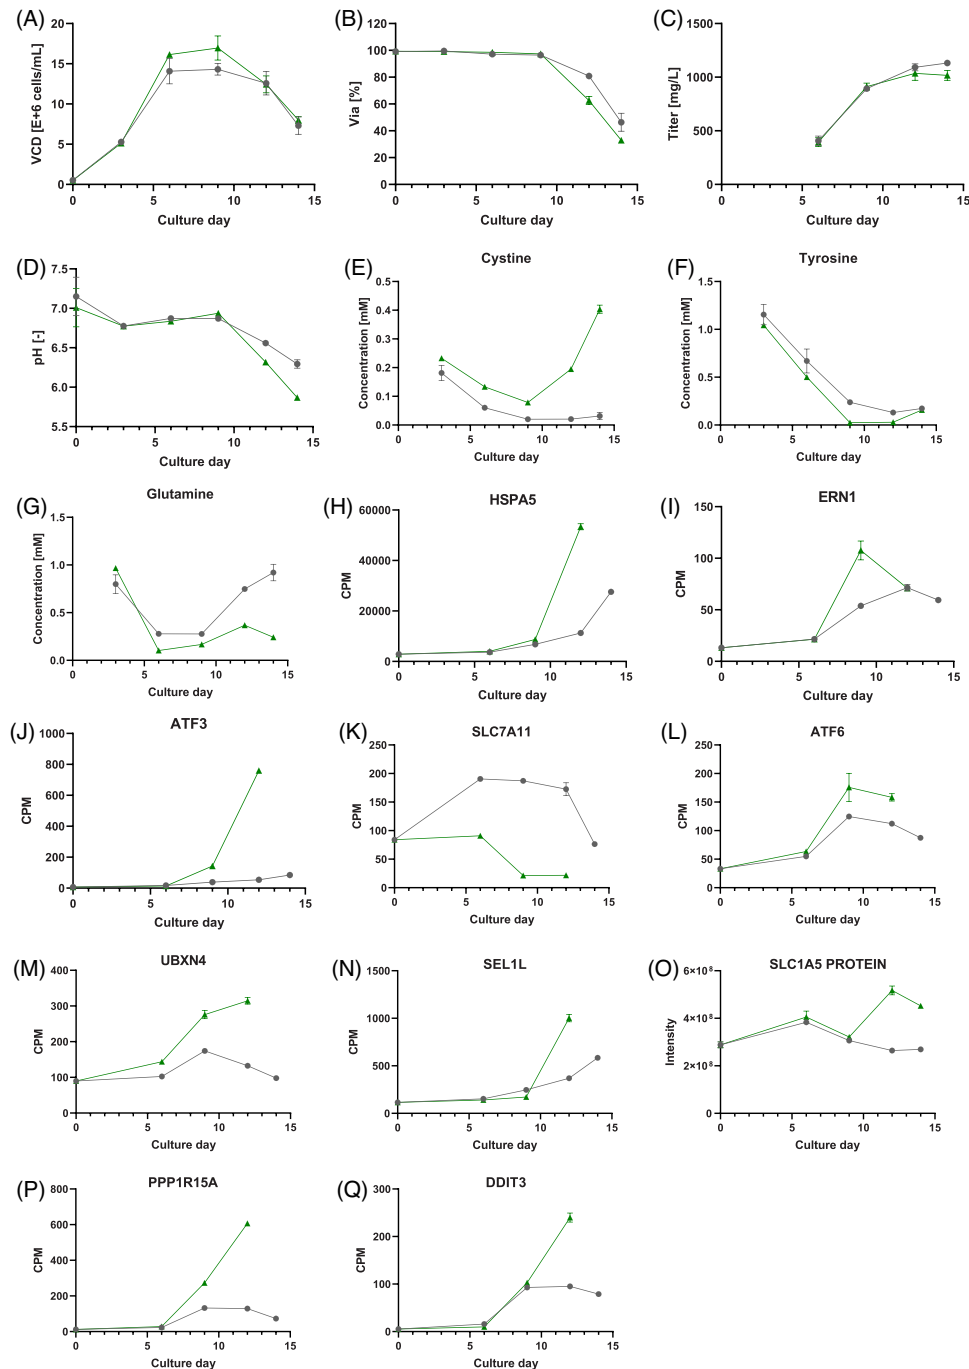 (A)
VCD [E+6 cells/mL]
20
15
10
5
0
0 5 10 15
Culture day
(B)
Via [%]
120
100
80
60
40
20
0
0 5 10 15
Culture day
(C)
Titer [mg/L]
1500
1000
500
0
0 5 10 15
Culture day
(D)
pH [-]
7.5
7.0
6.5
6.0
5.5
0 5 10 15
Culture day
(E)
Cystine
Concentration [mM]
0.5
0.4
0.3
0.2
0.1
0.0
0 5 10 15
Culture day
(F)
Tyrosine
Concentration [mM]
1.5
1.0
0.5
0.0
0 5 10 15
Culture day
(G)
Glutamine
Concentration [mM]
1.5
1.0
0.5
0.0
0 5 10 15
Culture day
(H)
HSPA5
CPM
60000
40000
20000
0
0 5 10 15
Culture day
(I)
ERN1
CPM
150
100
50
0
0 5 10 15
Culture day
(J)
ATF3
CPM
1000
800
600
400
200
0
0 5 10 15
Culture day
(K)
SLC7A11
CPM
250
200
150
100
50
0
0 5 10 15
Culture day
(L)
ATF6
CPM
250
200
150
100
50
0
0 5 10 15
Culture day
(M)
UBXN4
CPM
400
300
200
100
0
0 5 10 15
Culture day
(N)
SEL1L
CPM
1500
1000
500
0
0 5 10 15
Culture day
(O)
SLC1A5 PROTEIN
Intensity
6×10⁸
4×10⁸
2×10⁸
0
0 5 10 15
Culture day
(P)
PPP1R15A
CPM
800
600
400
200
0
0 5 10 15
Culture day
(Q)
DDIT3
CPM
300
200
100
0
0 5 10 15
Culture day